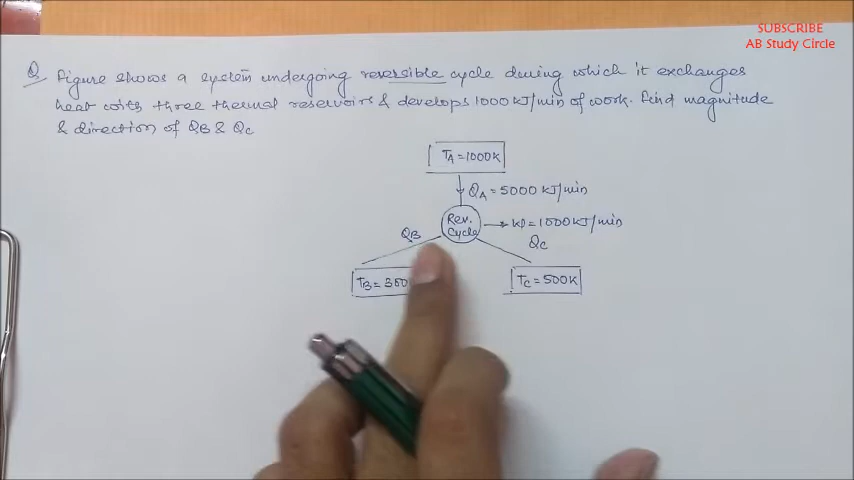 SUBSCRIBE
AB Study Circle
Q. Figure shows a system undergoing reversible cycle during which it exchanges
heat with three thermal reservoirs & develops 1000 kJ/min of work. Find magnitude
& direction of QB & QC
TA = 1000K
QA = 5000 kJ/min
Rev. Cycle
W = 1000 kJ/min
QB
QC
TB = 300
TC = 500K